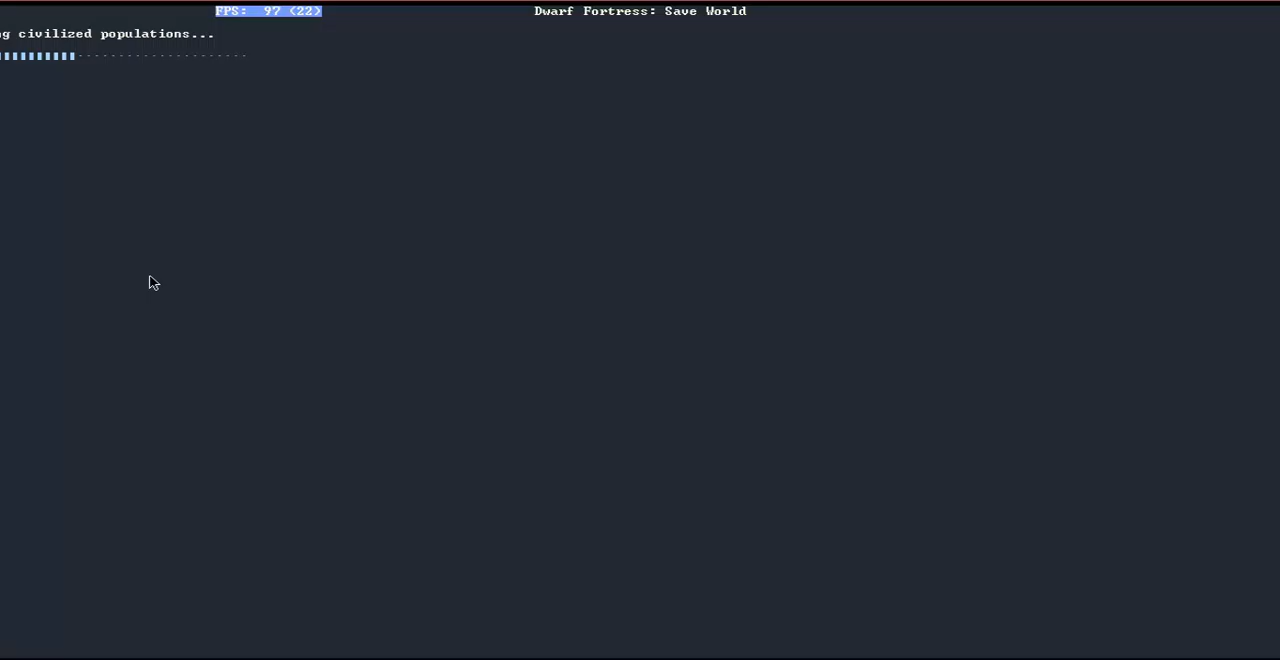 FPS: 97 (22) Dwarf Fortress: Save World
g civilized populations...